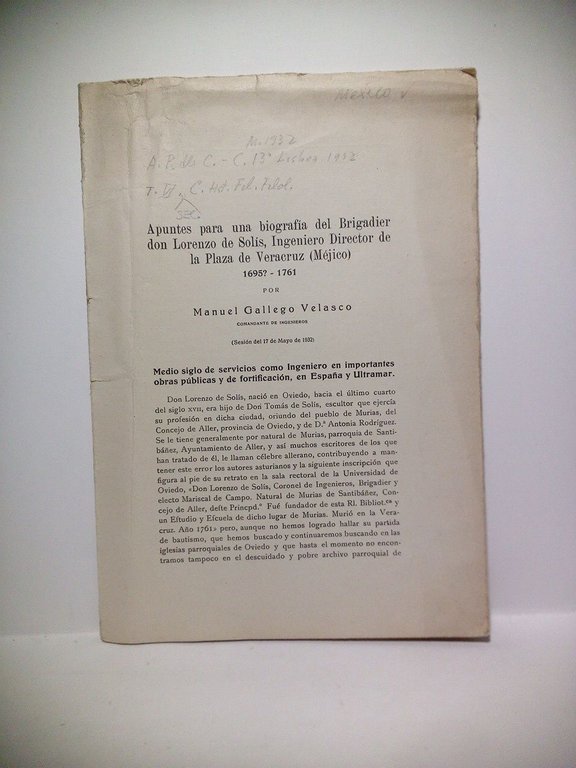 Mexico
M. 1932
Apuntes para una biografía del Brigadier
don Lorenzo de Solís, Ingeniero Director de
la Plaza de Veracruz (Méjico)
1695? - 1761
POR
Manuel Gallego Velasco
COMANDANTE DE INGENIEROS
(Sesión del 17 de Mayo de 1932)
Medio siglo de servicios como Ingeniero en importantes
obras públicas y de fortificación, en España y Ultramar.
Don Lorenzo de Solís, nació en Oviedo, hacia el último cuarto
del siglo XVII, era hijo de Don Tomás de Solís, escultor que ejercía
su profesión en dicha ciudad, oriundo del pueblo de Murias, del
Concejo de Aller, provincia de Oviedo, y de D.ª Antonia Rodríguez.
Se le tiene generalmente por natural de Murias, parroquia de Santi-
báñez, Ayuntamiento de Aller, y así muchos escritores de los que
han tratado de él, le llaman célebre allerano, contribuyendo a man-
tener este error los autores asturianos y la siguiente inscripción que
figura al pie de su retrato en la sala rectoral de la Universidad de
Oviedo, «Don Lorenzo de Solís, Coronel de Ingenieros, Brigadier y
electo Mariscal de Campo. Natural de Murias de Santibáñez, Con-
cejo de Aller, defte Princpd.º Fué fundador de esta Rl. Bibliot.ca y
un Eftudio y Efcuela de dicho lugar de Murias. Murió en la Vera-
cruz. Año 1761» pero, aunque no hemos logrado hallar su partida
de bautismo, que hemos buscado y continuaremos buscando en las
iglesias parroquiales de Oviedo y que hasta el momento no encon-
tramos tampoco en el descuidado y pobre archivo parroquial de